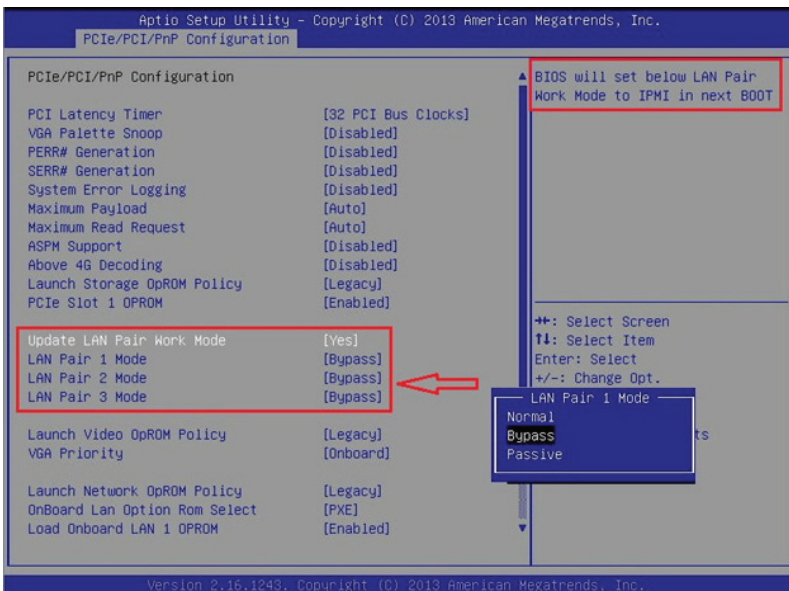 Aptio Setup Utility - Copyright (C) 2013 American Megatrends, Inc.
PCIe/PCI/PnP Configuration
PCIe/PCI/PnP Configuration
PCI Latency Timer [32 PCI Bus Clocks]
VGA Palette Snoop [Disabled]
PERR# Generation [Disabled]
SERR# Generation [Disabled]
System Error Logging [Disabled]
Maximum Payload [Auto]
Maximum Read Request [Auto]
ASPM Support [Disabled]
Above 4G Decoding [Disabled]
Launch Storage OpROM Policy [Legacy]
PCIe Slot 1 OPROM [Enabled]
Update LAN Pair Work Mode [Yes]
LAN Pair 1 Mode [Bypass]
LAN Pair 2 Mode [Bypass]
LAN Pair 3 Mode [Bypass]
Launch Video OpROM Policy [Legacy]
VGA Priority [Onboard]
Launch Network OpROM Policy [Legacy]
OnBoard Lan Option Rom Select [PXE]
Load Onboard LAN 1 OPROM [Enabled]
BIOS will set below LAN Pair
Work Mode to IPMI in next BOOT
→←: Select Screen
↑↓: Select Item
Enter: Select
+/-: Change Opt.
LAN Pair 1 Mode
Normal
Bypass
Passive
ts
Version 2.16.1243. Copyright (C) 2013 American Megatrends, Inc.